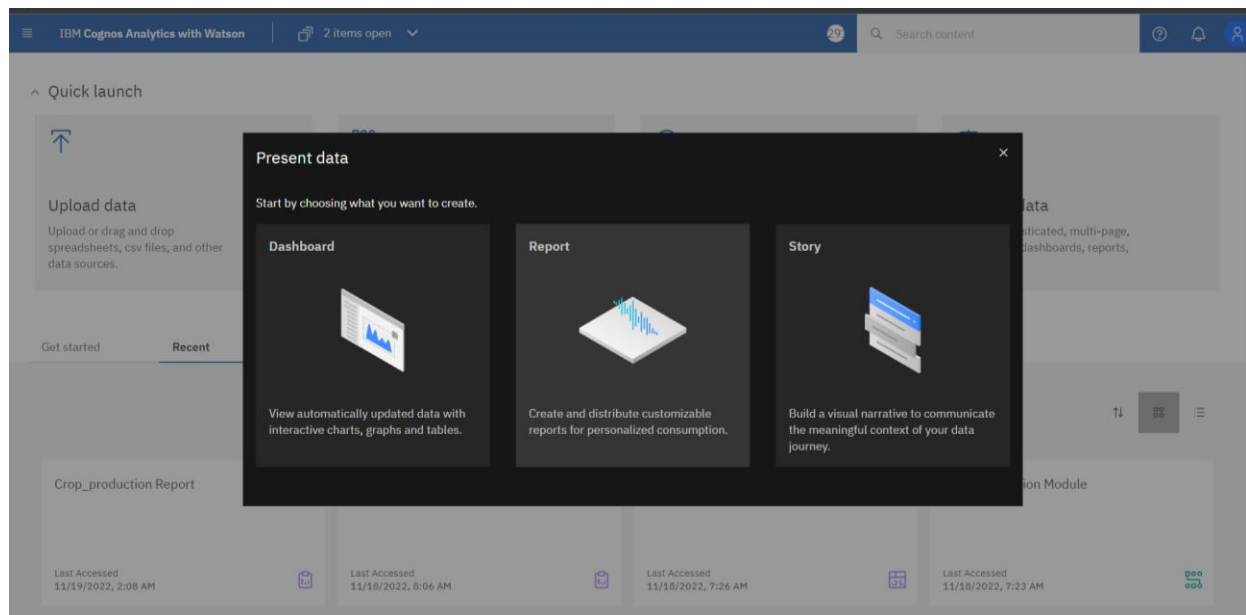 IBM Cognos Analytics with Watson
2 items open
29
Search content
Quick launch
Upload data
Upload or drag and drop
spreadsheets, csv files, and other
data sources.
Present data
Start by choosing what you want to create.
Dashboard
View automatically updated data with
interactive charts, graphs and tables.
Report
Create and distribute customizable
reports for personalized consumption.
Story
Build a visual narrative to communicate
the meaningful context of your data
journey.
data
multi-page,
dashboards, reports,
Get started
Recent
Crop_production Report
Last Accessed
11/19/2022, 2:08 AM
Last Accessed
11/18/2022, 8:06 AM
Last Accessed
11/18/2022, 7:26 AM
Module
Last Accessed
11/18/2022, 7:23 AM